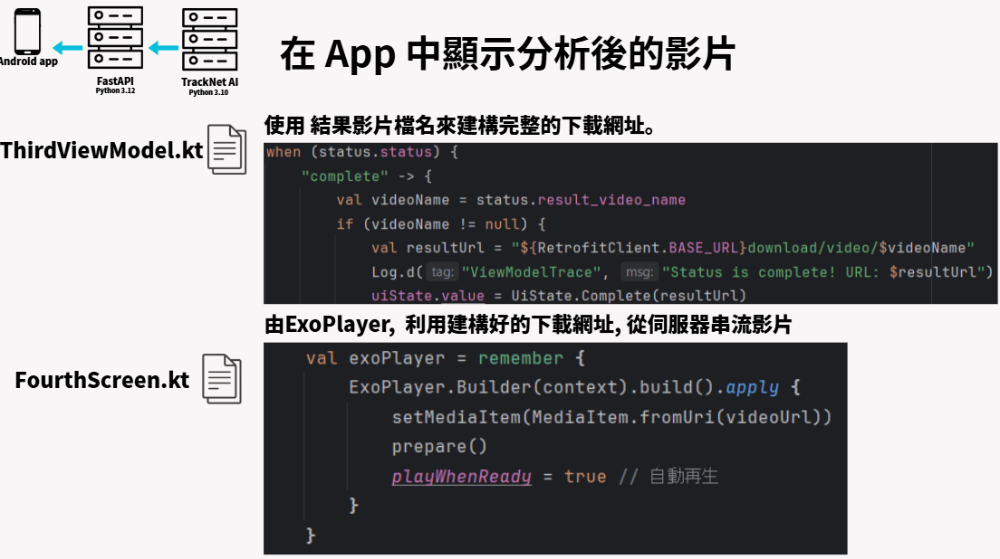 Android app
FastAPI
Python 3.12
TrackNet AI
Python 3.10
在 App 中顯示分析後的影片
ThirdViewModel.kt
使用 結果影片檔名來建構完整的下載網址。
when (status.status) {
"complete" -> {
val videoName = status.result_video_name
if (videoName != null) {
val resultUrl = "${RetrofitClient.BASE_URL}download/video/$videoName"
Log.d( tag: "ViewModelTrace", msg: "Status is complete! URL: $resultUrl")
uiState.value = UiState.Complete(resultUrl)
由ExoPlayer, 利用建構好的下載網址, 從伺服器串流影片
FourthScreen.kt
val exoPlayer = remember {
ExoPlayer.Builder(context).build().apply {
setMediaItem(MediaItem.fromUri(videoUrl))
prepare()
playWhenReady = true // 自動再生
}
}